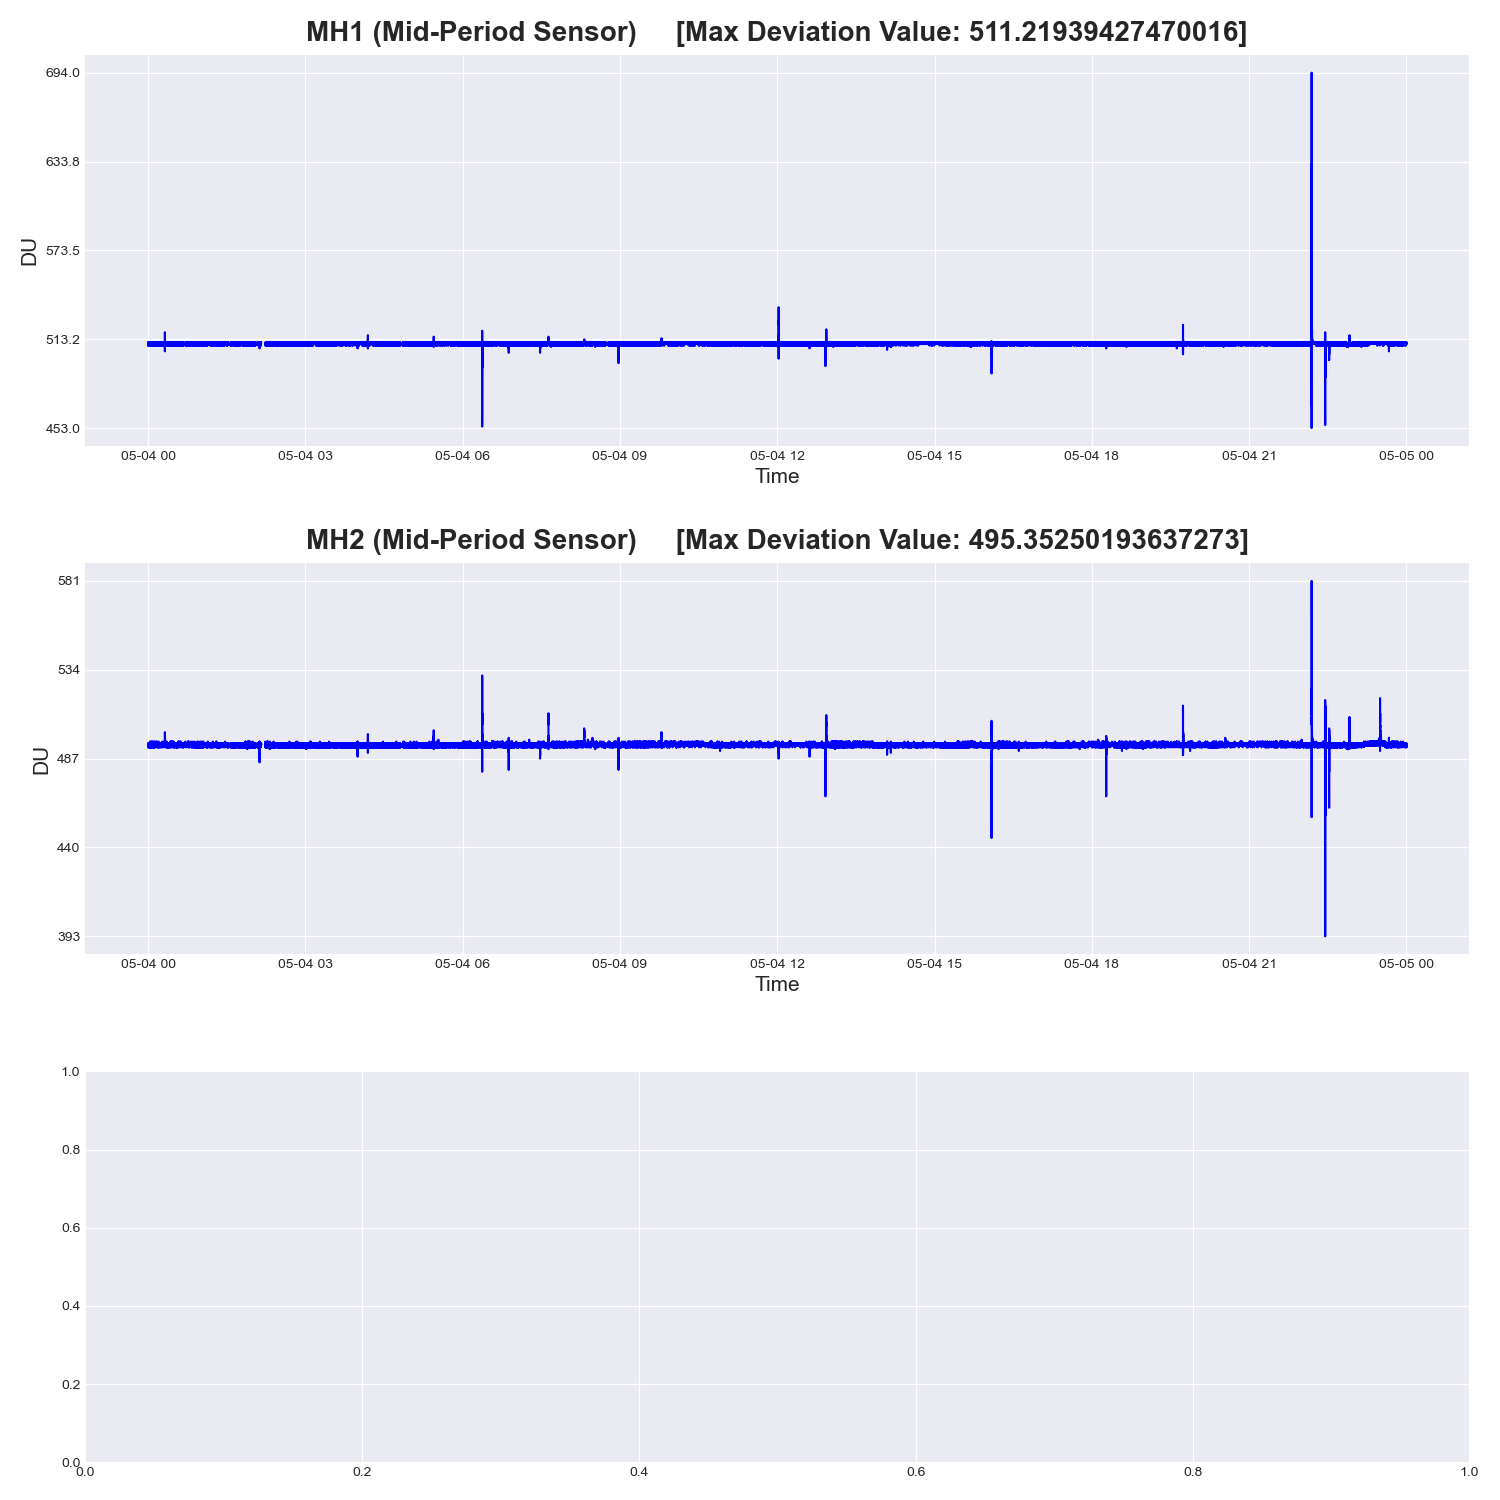 MH1 (Mid-Period Sensor) [Max Deviation Value: 511.21939427470016]
694.0
633.8
573.5
513.2
453.0
DU
05-04 00 05-04 03 05-04 06 05-04 09 05-04 12 05-04 15 05-04 18 05-04 21 05-05 00
Time
MH2 (Mid-Period Sensor) [Max Deviation Value: 495.35250193637273]
581
534
487
440
393
DU
05-04 00 05-04 03 05-04 06 05-04 09 05-04 12 05-04 15 05-04 18 05-04 21 05-05 00
Time
1.0
0.8
0.6
0.4
0.2
0.0
0.0 0.2 0.4 0.6 0.8 1.0